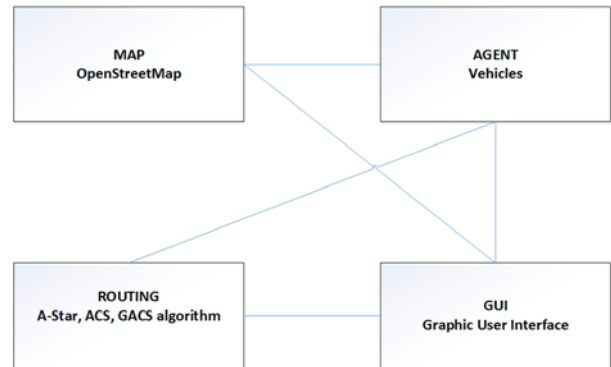 MAP
OpenStreetMap
AGENT
Vehicles
ROUTING
A-Star, ACS, GACS algorithm
GUI
Graphic User Interface